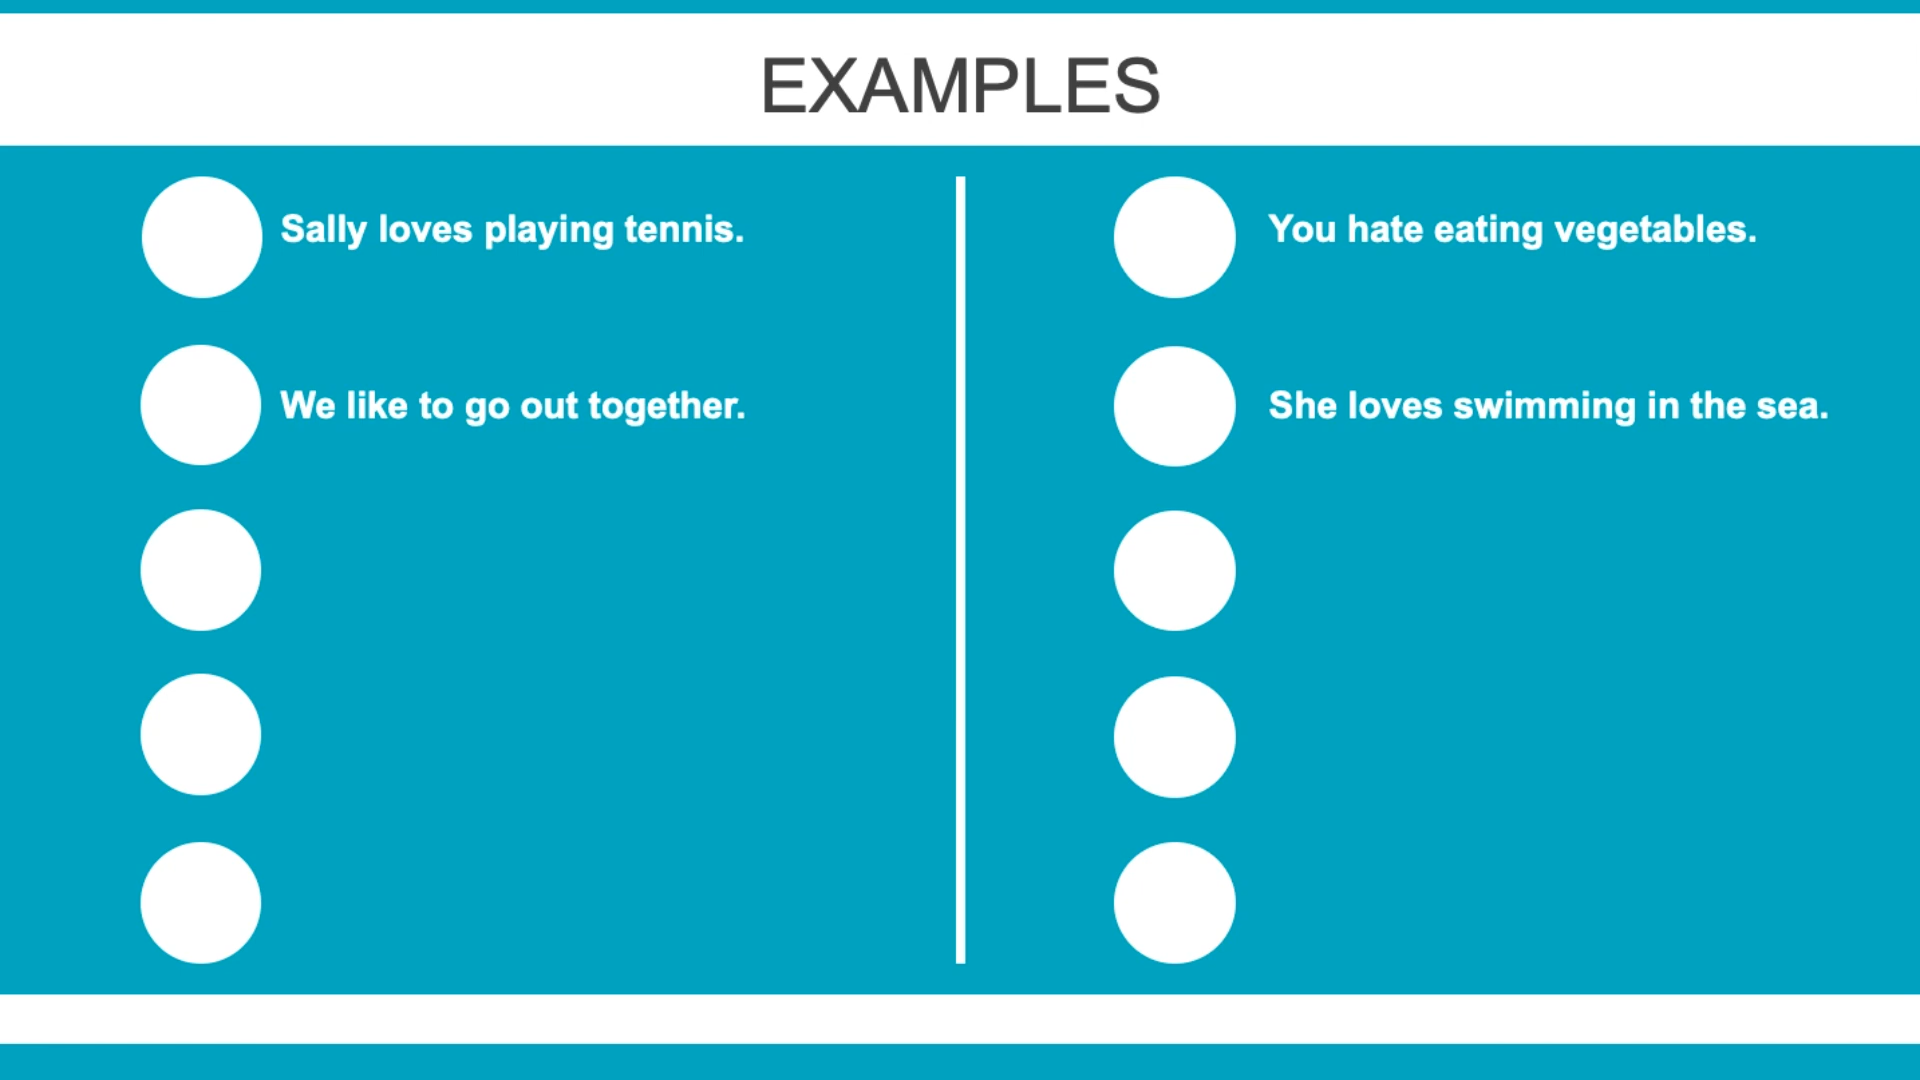 EXAMPLES
Sally loves playing tennis.
We like to go out together.
You hate eating vegetables.
She loves swimming in the sea.